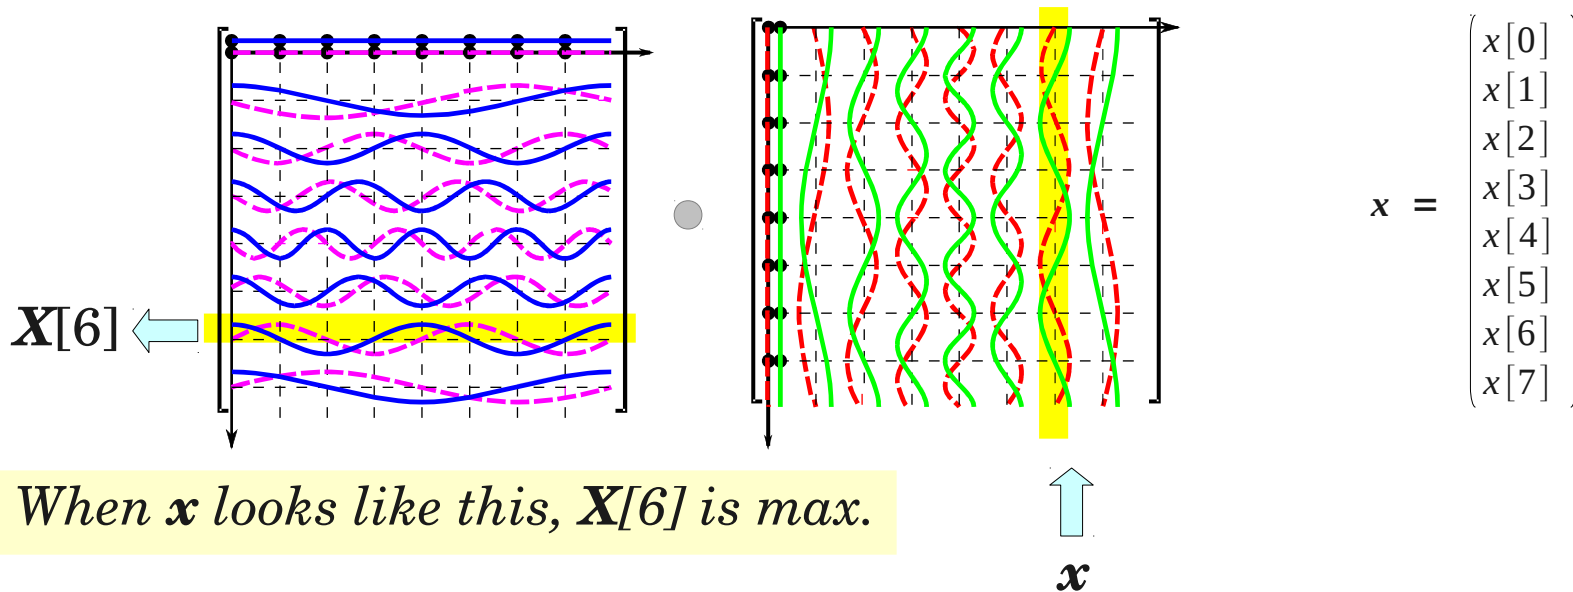 X[6]
x =
x[0]
x[1]
x[2]
x[3]
x[4]
x[5]
x[6]
x[7]
When x looks like this, X[6] is max.
x